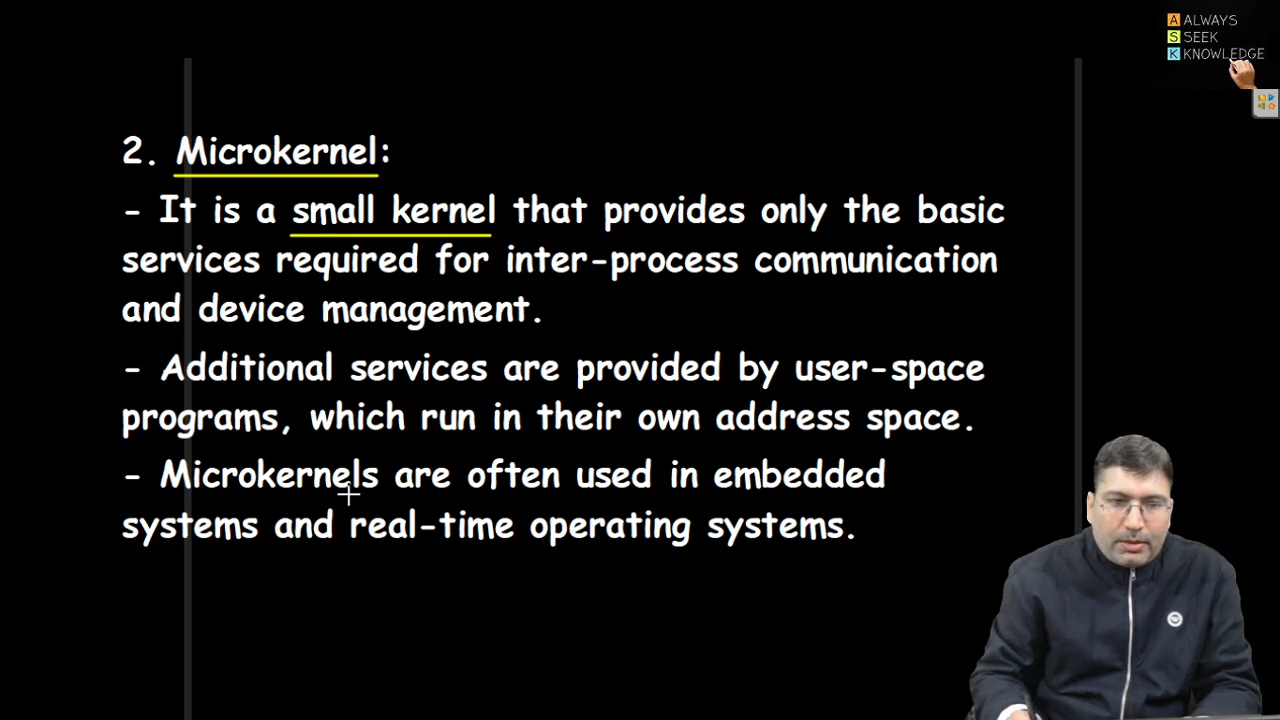 A ALWAYS
S SEEK
K KNOWLEDGE
2. Microkernel:
- It is a small kernel that provides only the basic
services required for inter-process communication
and device management.
- Additional services are provided by user-space
programs, which run in their own address space.
- Microkernels are often used in embedded
systems and real-time operating systems.